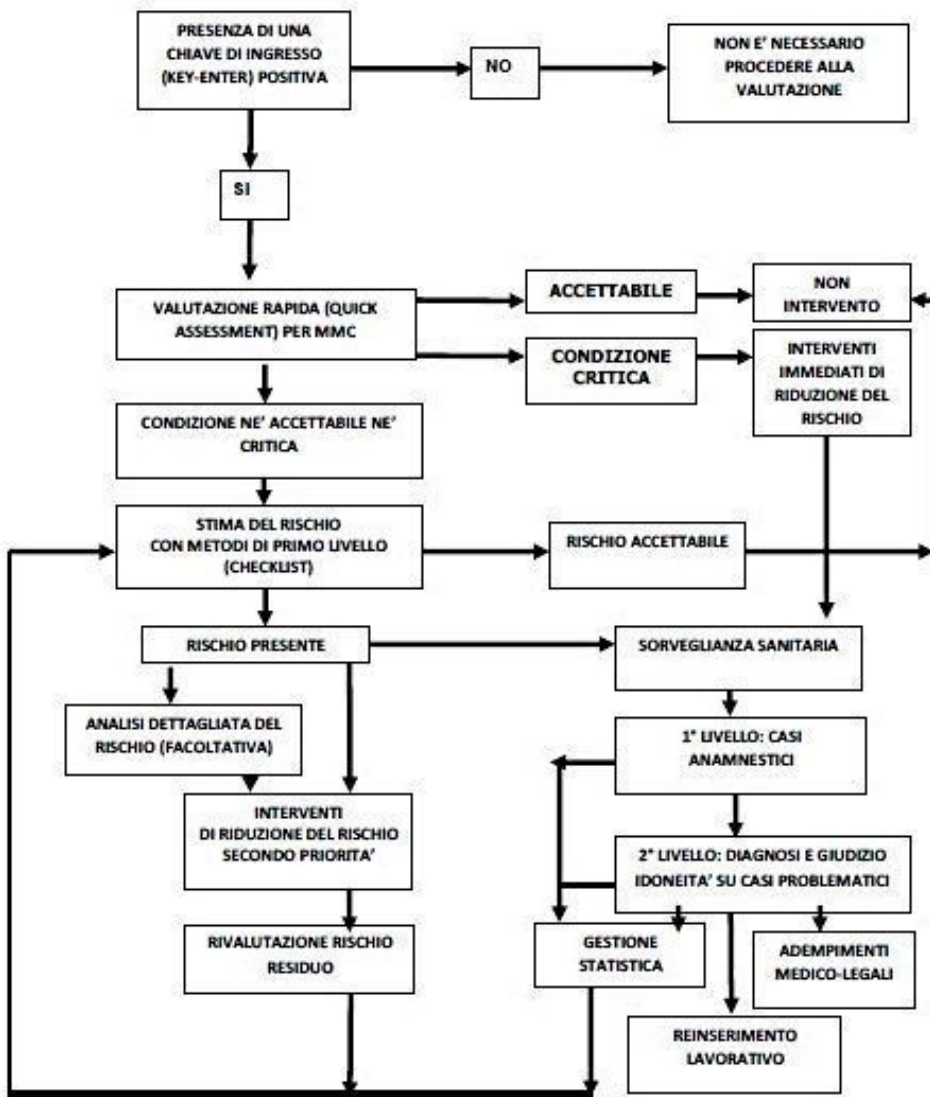 PRESENZA DI UNA
CHIAVE DI INGRESSO
(KEY-ENTER) POSITIVA
NO
NON E' NECESSARIO
PROCEDERE ALLA
VALUTAZIONE
SI
VALUTAZIONE RAPIDA (QUICK
ASSESSMENT) PER MMC
ACCETTABILE
NON
INTERVENTO
CONDIZIONE
CRITICA
INTERVENTI
IMMEDIATI DI
RIDUZIONE DEL
RISCHIO
CONDIZIONE NE' ACCETTABILE NE'
CRITICA
STIMA DEL RISCHIO
CON METODI DI PRIMO LIVELLO
(CHECKLIST)
RISCHIO ACCETTABILE
RISCHIO PRESENTE
SORVEGLIANZA SANITARIA
ANALISI DETTAGLIATA DEL
RISCHIO (FACOLTATIVA)
1° LIVELLO: CASI
ANAMNESTICI
INTERVENTI
DI RIDUZIONE DEL RISCHIO
SECONDO PRIORITA'
2° LIVELLO: DIAGNOSI E GIUDIZIO
IDONEITA' SU CASI PROBLEMATICI
RIVALUTAZIONE RISCHIO
RESIDUO
GESTIONE
STATISTICA
ADEMPIMENTI
MEDICO-LEGALI
REINSERIMENTO
LAVORATIVO